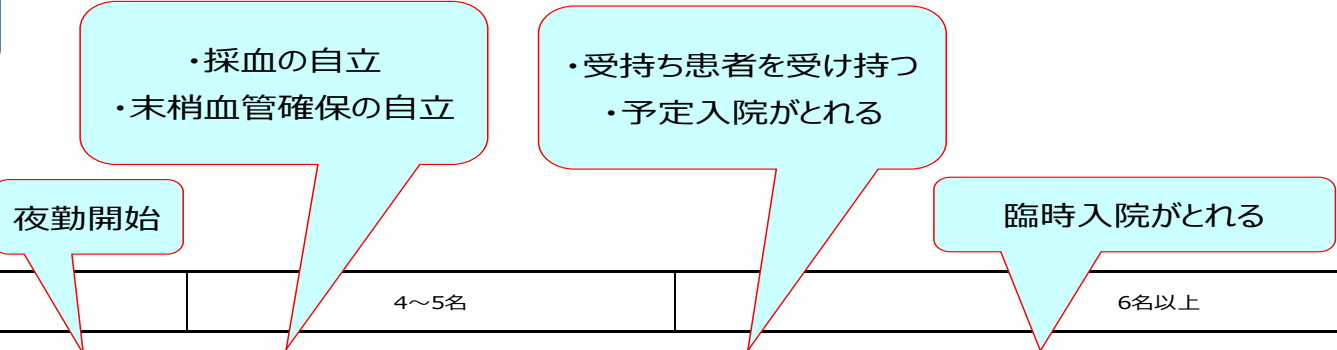 ・採血の自立
・末梢血管確保の自立
・受持ち患者を受け持つ
・予定入院がとれる
夜勤開始
臨時入院がとれる
4～5名
6名以上